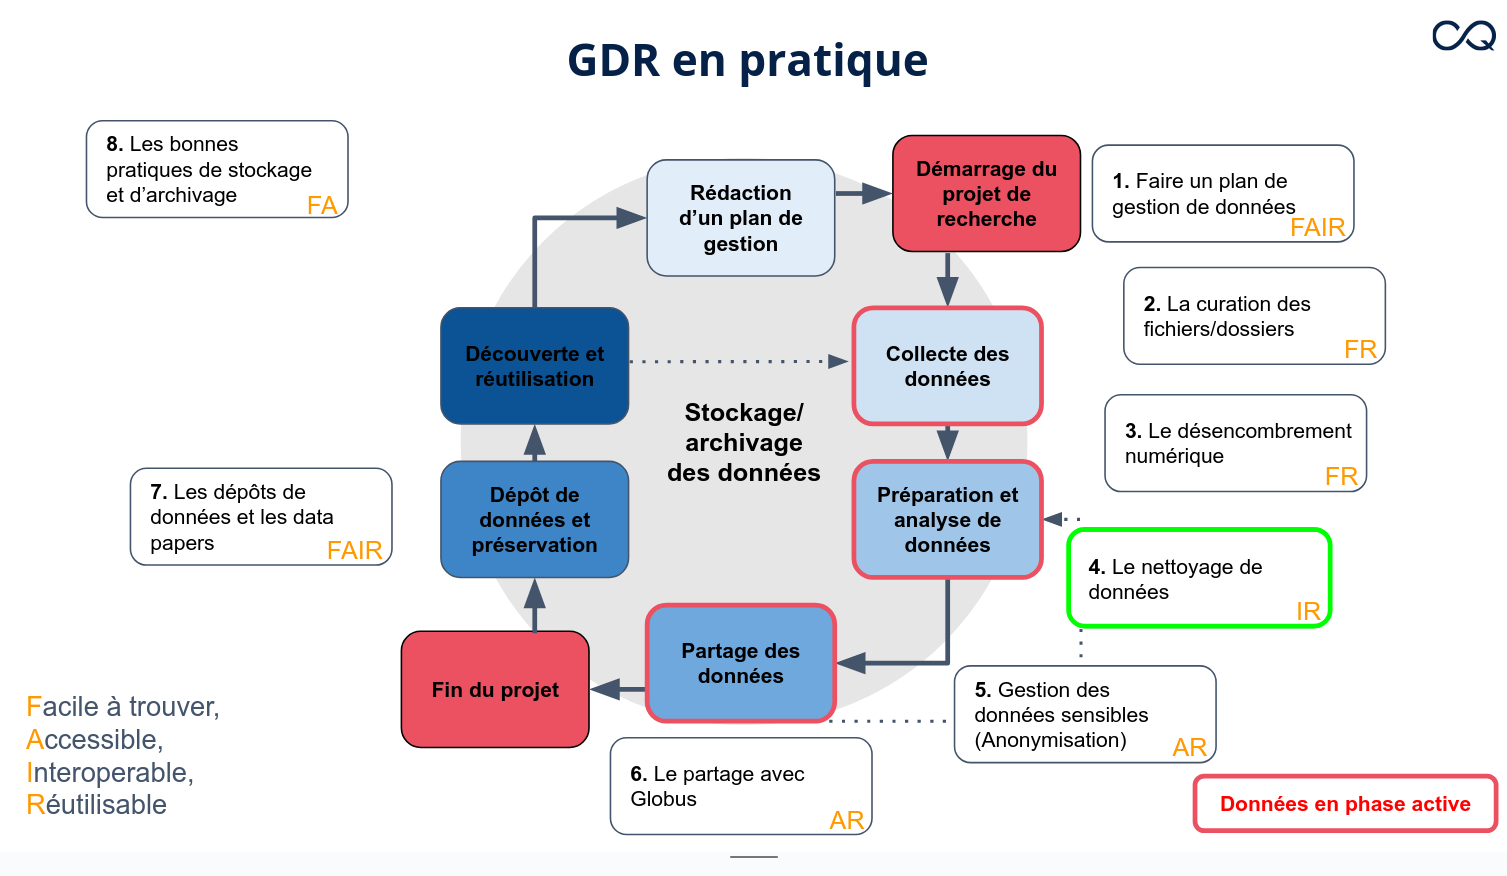 GDR en pratique
8. Les bonnes
pratiques de stockage
et d’archivage
FA
Rédaction
d’un plan de
gestion
Démarrage du
projet de
recherche
1. Faire un plan de
gestion de données
FAIR
2. La curation des
fichiers/dossiers
FR
Découverte et
réutilisation
Collecte des
données
Stockage/
archivage
des données
3. Le désencombrement
numérique
FR
7. Les dépôts de
données et les data
papers
FAIR
Dépôt de
données et
préservation
Préparation et
analyse de
données
4. Le nettoyage de
données
IR
Fin du projet
Partage des
données
5. Gestion des
données sensibles
(Anonymisation)
AR
6. Le partage avec
Globus
AR
Facile à trouver,
Accessible,
Interoperable,
Réutilisable
Données en phase active